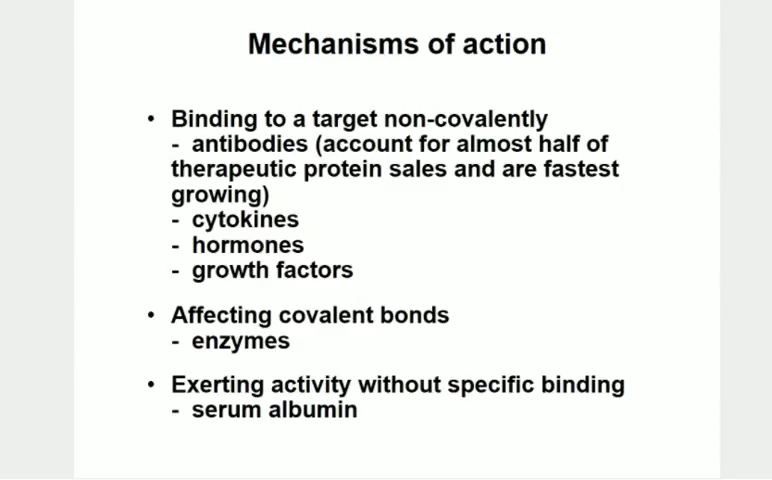 Mechanisms of action
• Binding to a target non-covalently
- antibodies (account for almost half of
therapeutic protein sales and are fastest
growing)
- cytokines
- hormones
- growth factors
• Affecting covalent bonds
- enzymes
• Exerting activity without specific binding
- serum albumin